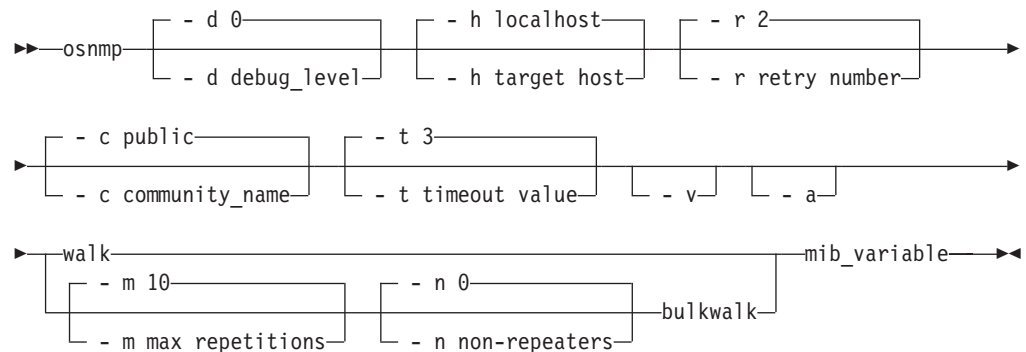 - d 0 - h localhost - r 2
osnmp
- d debug_level - h target host - r retry number
- c public - t 3
- c community_name - t timeout value - v - a
walk mib_variable
- m 10 - n 0
bulkwalk
- m max repetitions - n non-repeaters